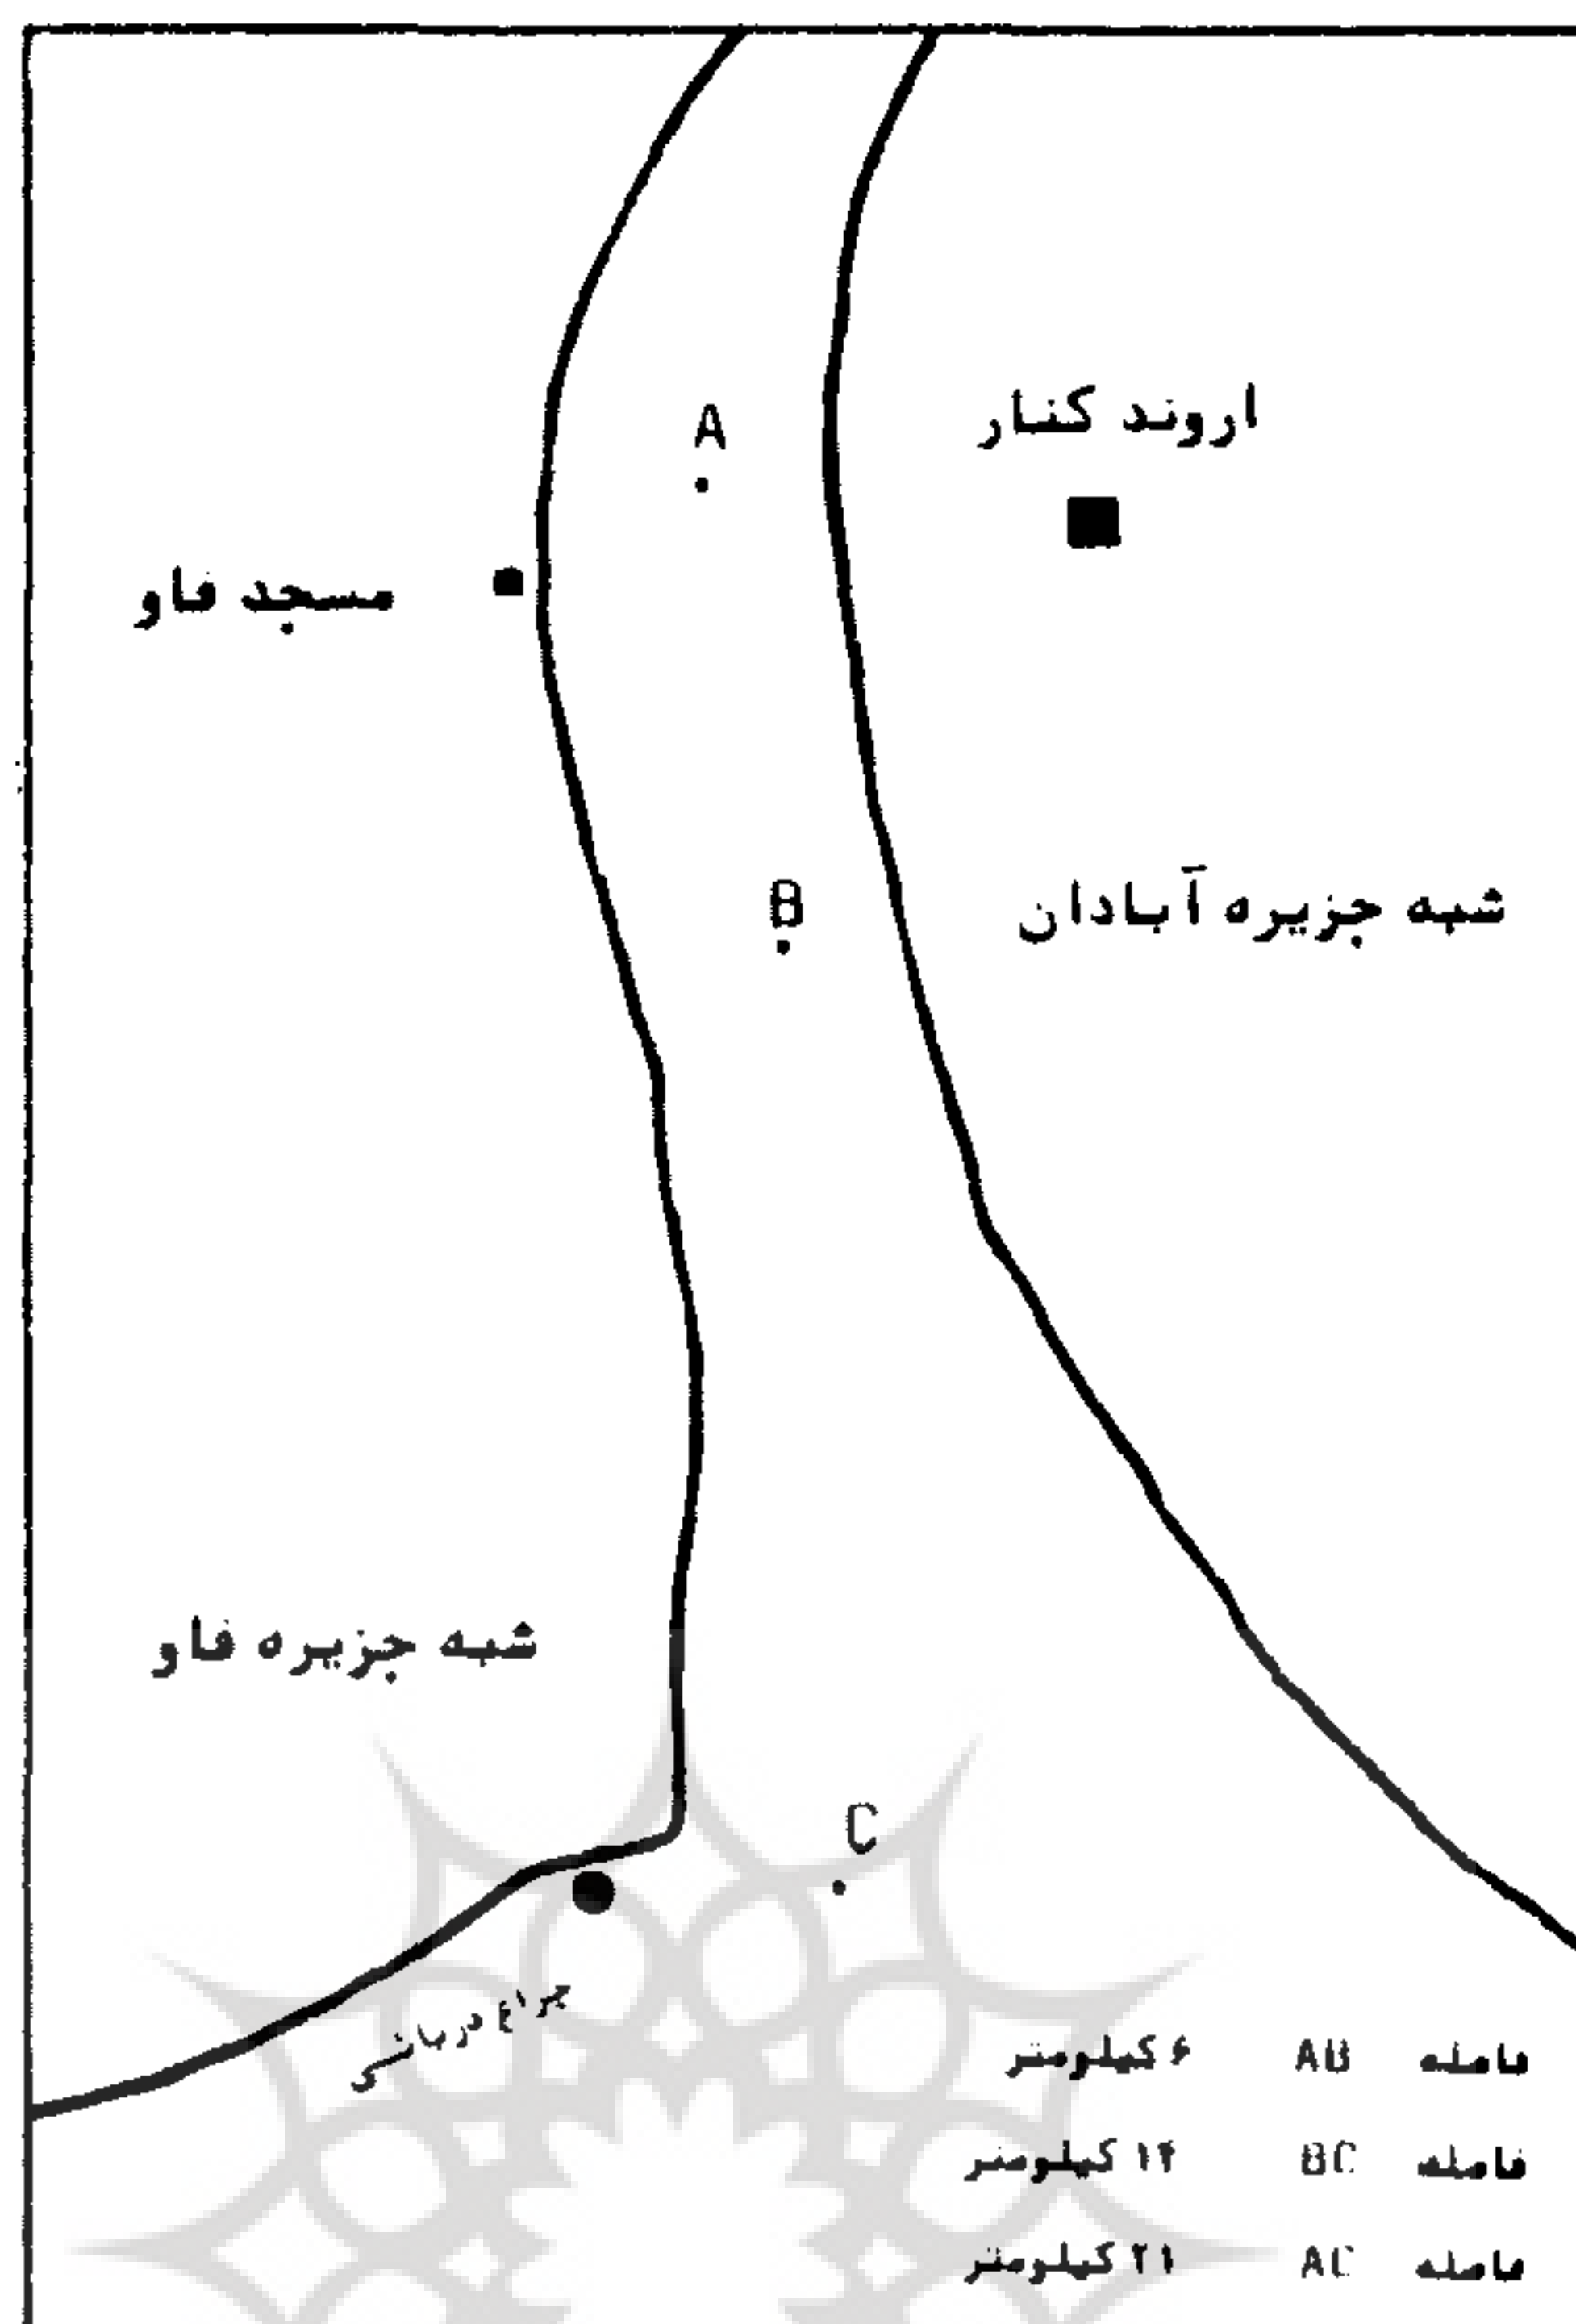 A
اروند کنار
مسجد فاو
B
شبه جزیره آبادان
شبه جزیره فاو
C
چراغ دریائی
فاصله AB ۶ کیلومتر
فاصله BC ۱۴ کیلومتر
فاصله AC ۲۱ کیلومتر